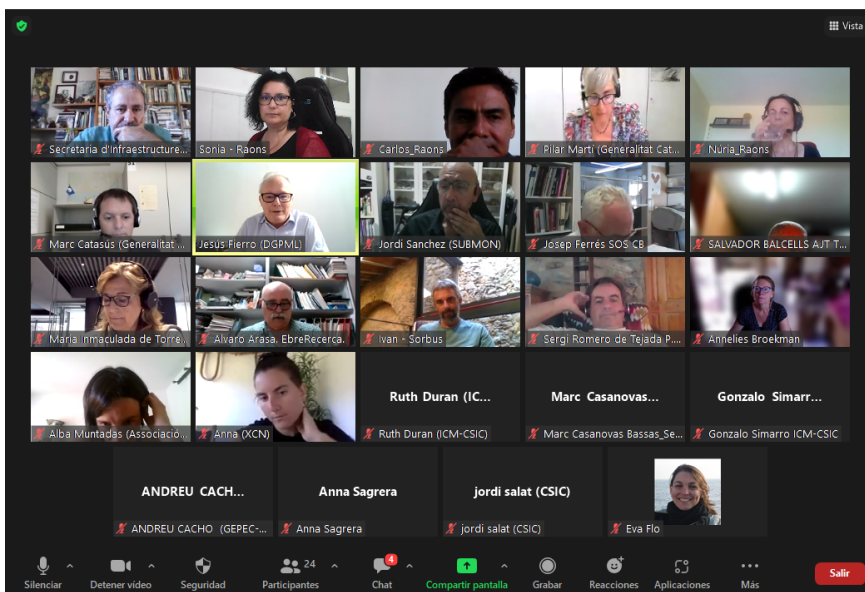 Vista
Secretaria d'Infraestructure...
Sonia - Raons
Carlos_Raons
Pilar Martí (Generalitat Cat...
Núria_Raons
Marc Catasús (Generalitat ...
Jesus Fierro (DGPML)
Jordi Sanchez (SUBMON)
Josep Ferrés SOS CB
SALVADOR BALCELLS AJT T...
Maria Inmaculada de Torre...
Alvaro Arasa. EbreRecerca.
Ivan - Sorbus
Sergi Romero de Tejada P....
Annelies Broekman
Alba Muntadas (Associació...
Anna (XCN)
Ruth Duran (IC...
Ruth Duran (ICM-CSIC)
Marc Casanovas...
Marc Casanovas Bassas_Se...
Gonzalo Simarr...
Gonzalo Simarro ICM-CSIC
ANDREU CACH...
ANDREU CACHO (GEPEC-...
Anna Sagrera
Anna Sagrera
jordi salat (CSIC)
jordi salat (CSIC)
Eva Flo
Silenciar
Detener vídeo
Seguridad
24
Participantes
4
Chat
Compartir pantalla
Grabar
Reacciones
Aplicaciones
Más
Salir